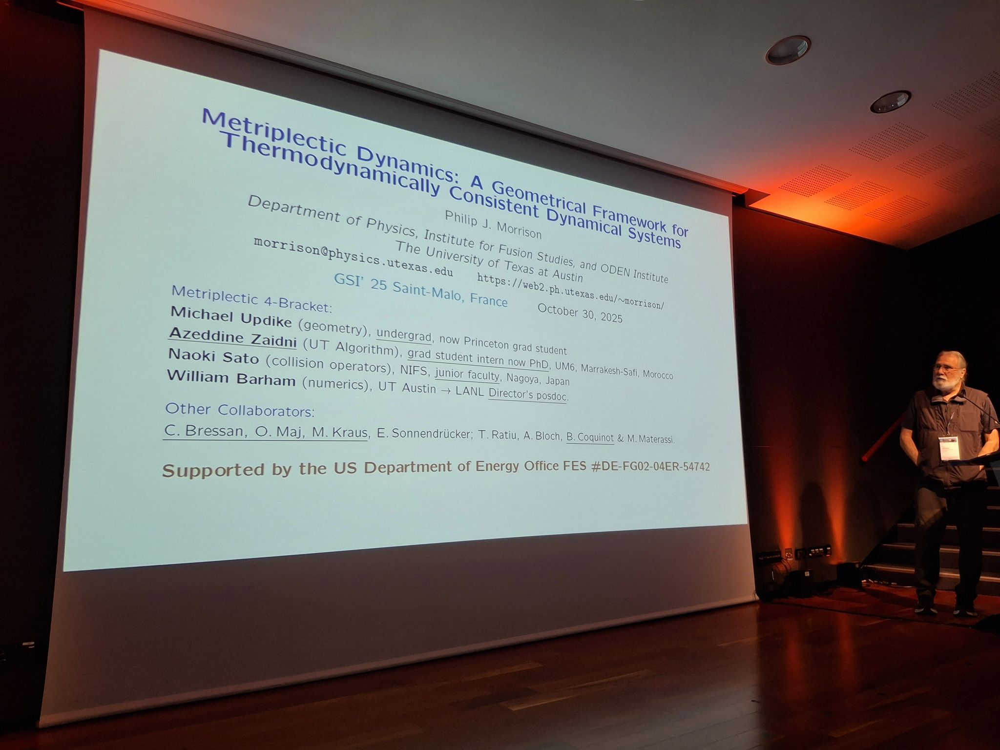 Metriplectic Dynamics: A Geometrical Framework for
Thermodynamically Consistent Dynamical Systems
Philip J. Morrison
Department of Physics, Institute for Fusion Studies, and ODEN Institute
The University of Texas at Austin
morrison@physics.utexas.edu https://web2.ph.utexas.edu/~morrison/
GSI' 25 Saint-Malo, France October 30, 2025
Metriplectic 4-Bracket:
Michael Updike (geometry), undergrad, now Princeton grad student
Azeddine Zaidni (UT Algorithm), grad student intern now PhD, UM6, Marrakesh-Safi, Morocco
Naoki Sato (collision operators), NIFS, junior faculty, Nagoya, Japan
William Barham (numerics), UT Austin → LANL Director's posdoc.
Other Collaborators:
C. Bressan, O. Maj, M. Kraus, E. Sonnendrücker; T. Ratiu, A. Bloch, B. Coquinot & M. Materassi.
Supported by the US Department of Energy Office FES #DE-FG02-04ER-54742